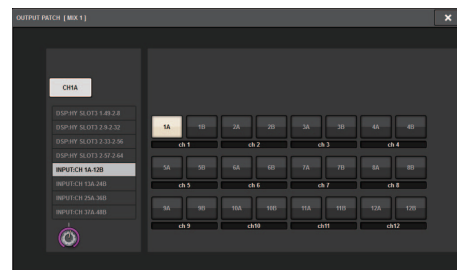 OUTPUT PATCH [ MIX 1 ]
CH1A
DSP:HY SLOT3 1.49-2.8
DSP:HY SLOT3 2.9-2.32
DSP:HY SLOT3 2.33-2.56
DSP:HY SLOT3 2.57-2.64
INPUT:CH 1A-12B
INPUT:CH 13A-24B
INPUT:CH 25A-36B
INPUT:CH 37A-48B
1A 1B 2A 2B 3A 3B 4A 4B
ch 1 ch 2 ch 3 ch 4
5A 5B 6A 6B 7A 7B 8A 8B
ch 5 ch 6 ch 7 ch 8
9A 9B 10A 10B 11A 11B 12A 12B
ch 9 ch10 ch11 ch12